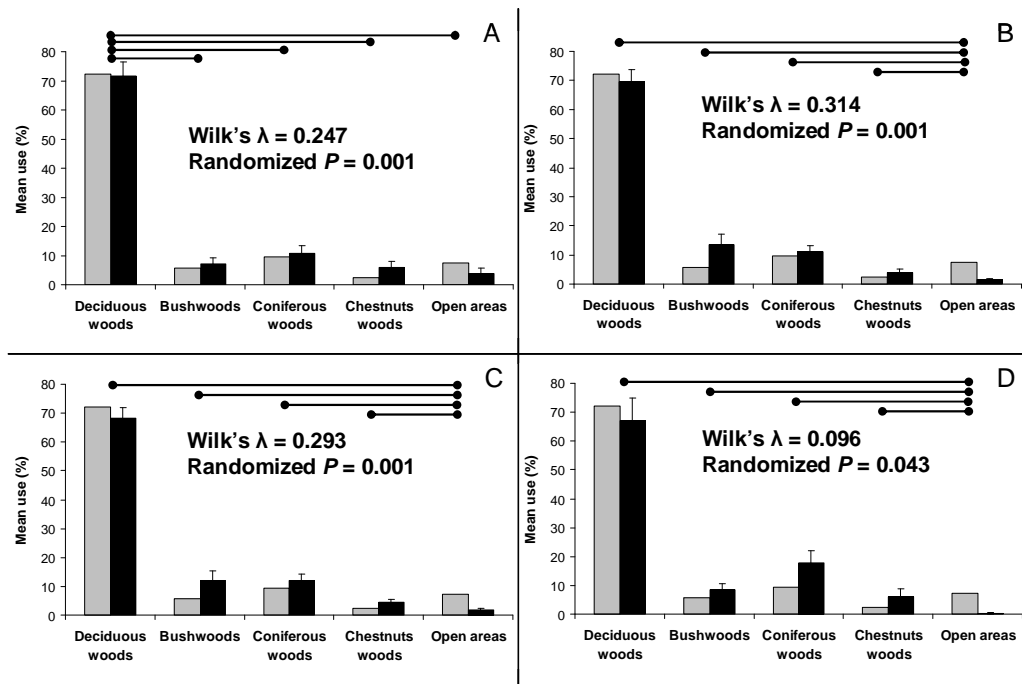 A
Mean use (%)
80
70
60
50
40
30
20
10
0
Wilk's λ = 0.247
Randomized P = 0.001
Deciduous woods
Bushwoods
Coniferous woods
Chestnuts woods
Open areas
B
Mean use (%)
80
70
60
50
40
30
20
10
0
Wilk's λ = 0.314
Randomized P = 0.001
Deciduous woods
Bushwoods
Coniferous woods
Chestnuts woods
Open areas
C
Mean use (%)
80
70
60
50
40
30
20
10
0
Wilk's λ = 0.293
Randomized P = 0.001
Deciduous woods
Bushwoods
Coniferous woods
Chestnuts woods
Open areas
D
Mean use (%)
80
70
60
50
40
30
20
10
0
Wilk's λ = 0.096
Randomized P = 0.043
Deciduous woods
Bushwoods
Coniferous woods
Chestnuts woods
Open areas